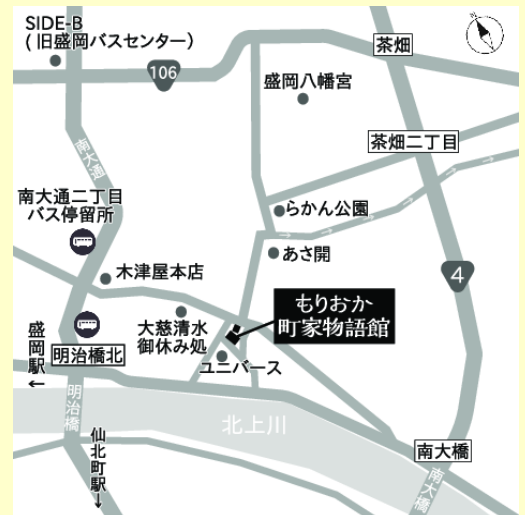 SIDE-B
(旧盛岡バスセンター)
106
茶畑
盛岡八幡宮
茶畑二丁目
南大通
南大通二丁目
バス停留所
らかん公園
あさ開
木津屋本店
4
もりおか
町家物語館
大慈清水
御休み処
盛岡駅←
明治橋北
ユニバース
明治橋
北上川
仙北町駅→
南大橋
南大橋